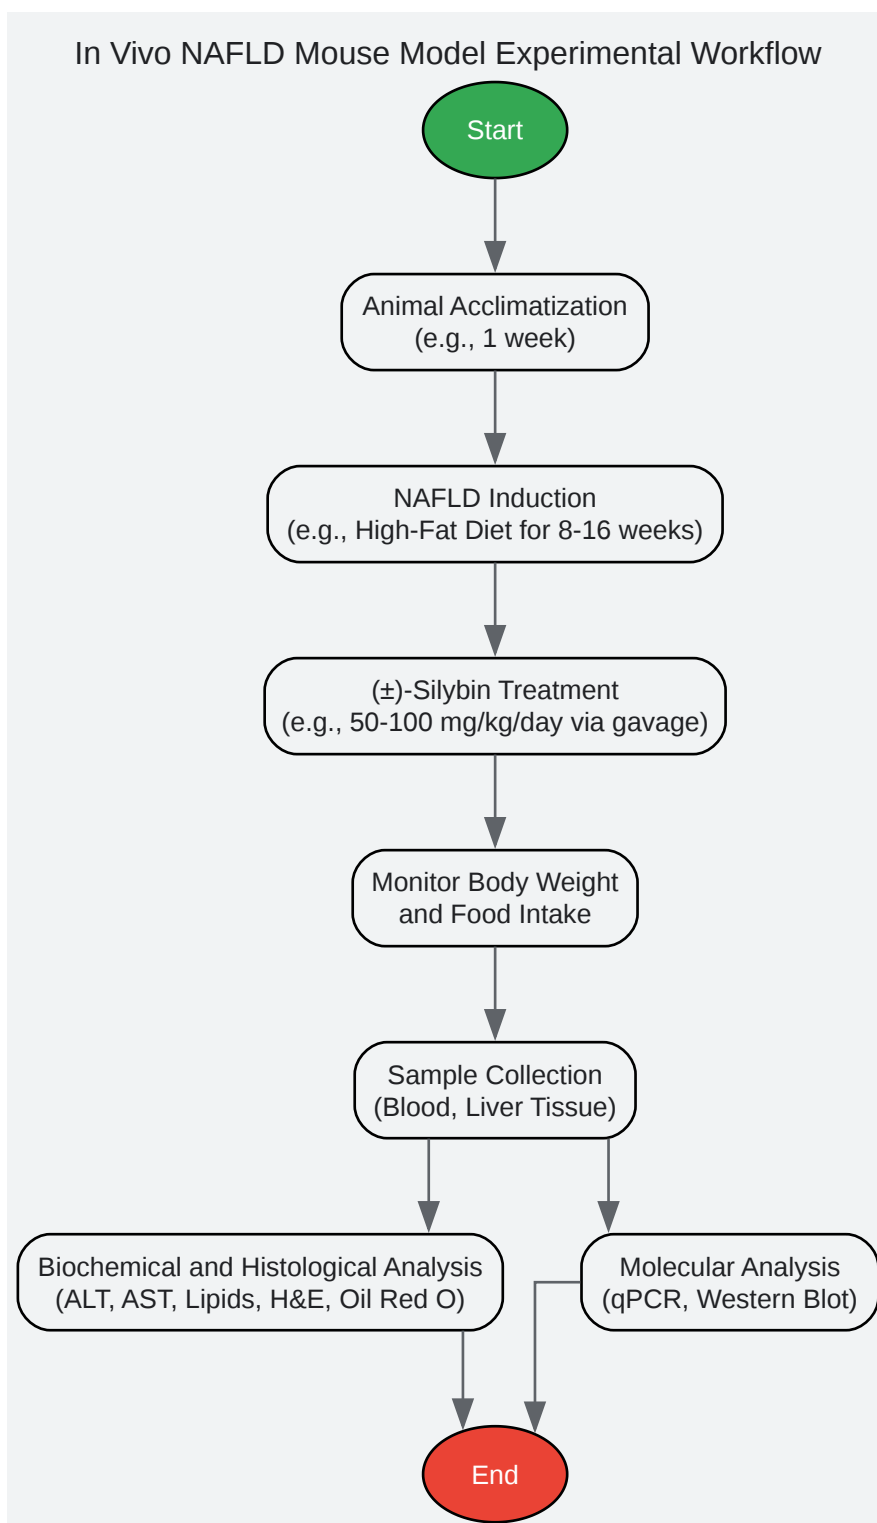 In Vivo NAFLD Mouse Model Experimental Workflow
Start
Animal Acclimatization
(e.g., 1 week)
NAFLD Induction
(e.g., High-Fat Diet for 8-16 weeks)
(±)-Silybin Treatment
(e.g., 50-100 mg/kg/day via gavage)
Monitor Body Weight
and Food Intake
Sample Collection
(Blood, Liver Tissue)
Biochemical and Histological Analysis
(ALT, AST, Lipids, H&E, Oil Red O)
Molecular Analysis
(qPCR, Western Blot)
End